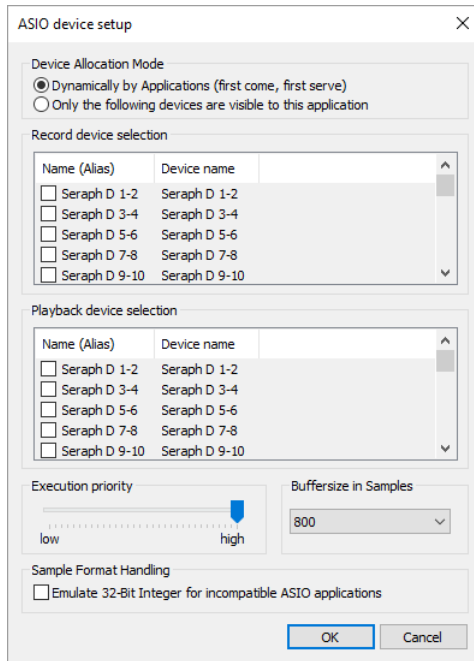 ASIO device setup
Device Allocation Mode
Dynamically by Applications (first come, first serve)
Only the following devices are visible to this application
Record device selection
Name (Alias) Device name
Seraph D 1-2 Seraph D 1-2
Seraph D 3-4 Seraph D 3-4
Seraph D 5-6 Seraph D 5-6
Seraph D 7-8 Seraph D 7-8
Seraph D 9-10 Seraph D 9-10
Playback device selection
Name (Alias) Device name
Seraph D 1-2 Seraph D 1-2
Seraph D 3-4 Seraph D 3-4
Seraph D 5-6 Seraph D 5-6
Seraph D 7-8 Seraph D 7-8
Seraph D 9-10 Seraph D 9-10
Execution priority Buffersize in Samples
800
low high
Sample Format Handling
Emulate 32-Bit Integer for incompatible ASIO applications
OK Cancel